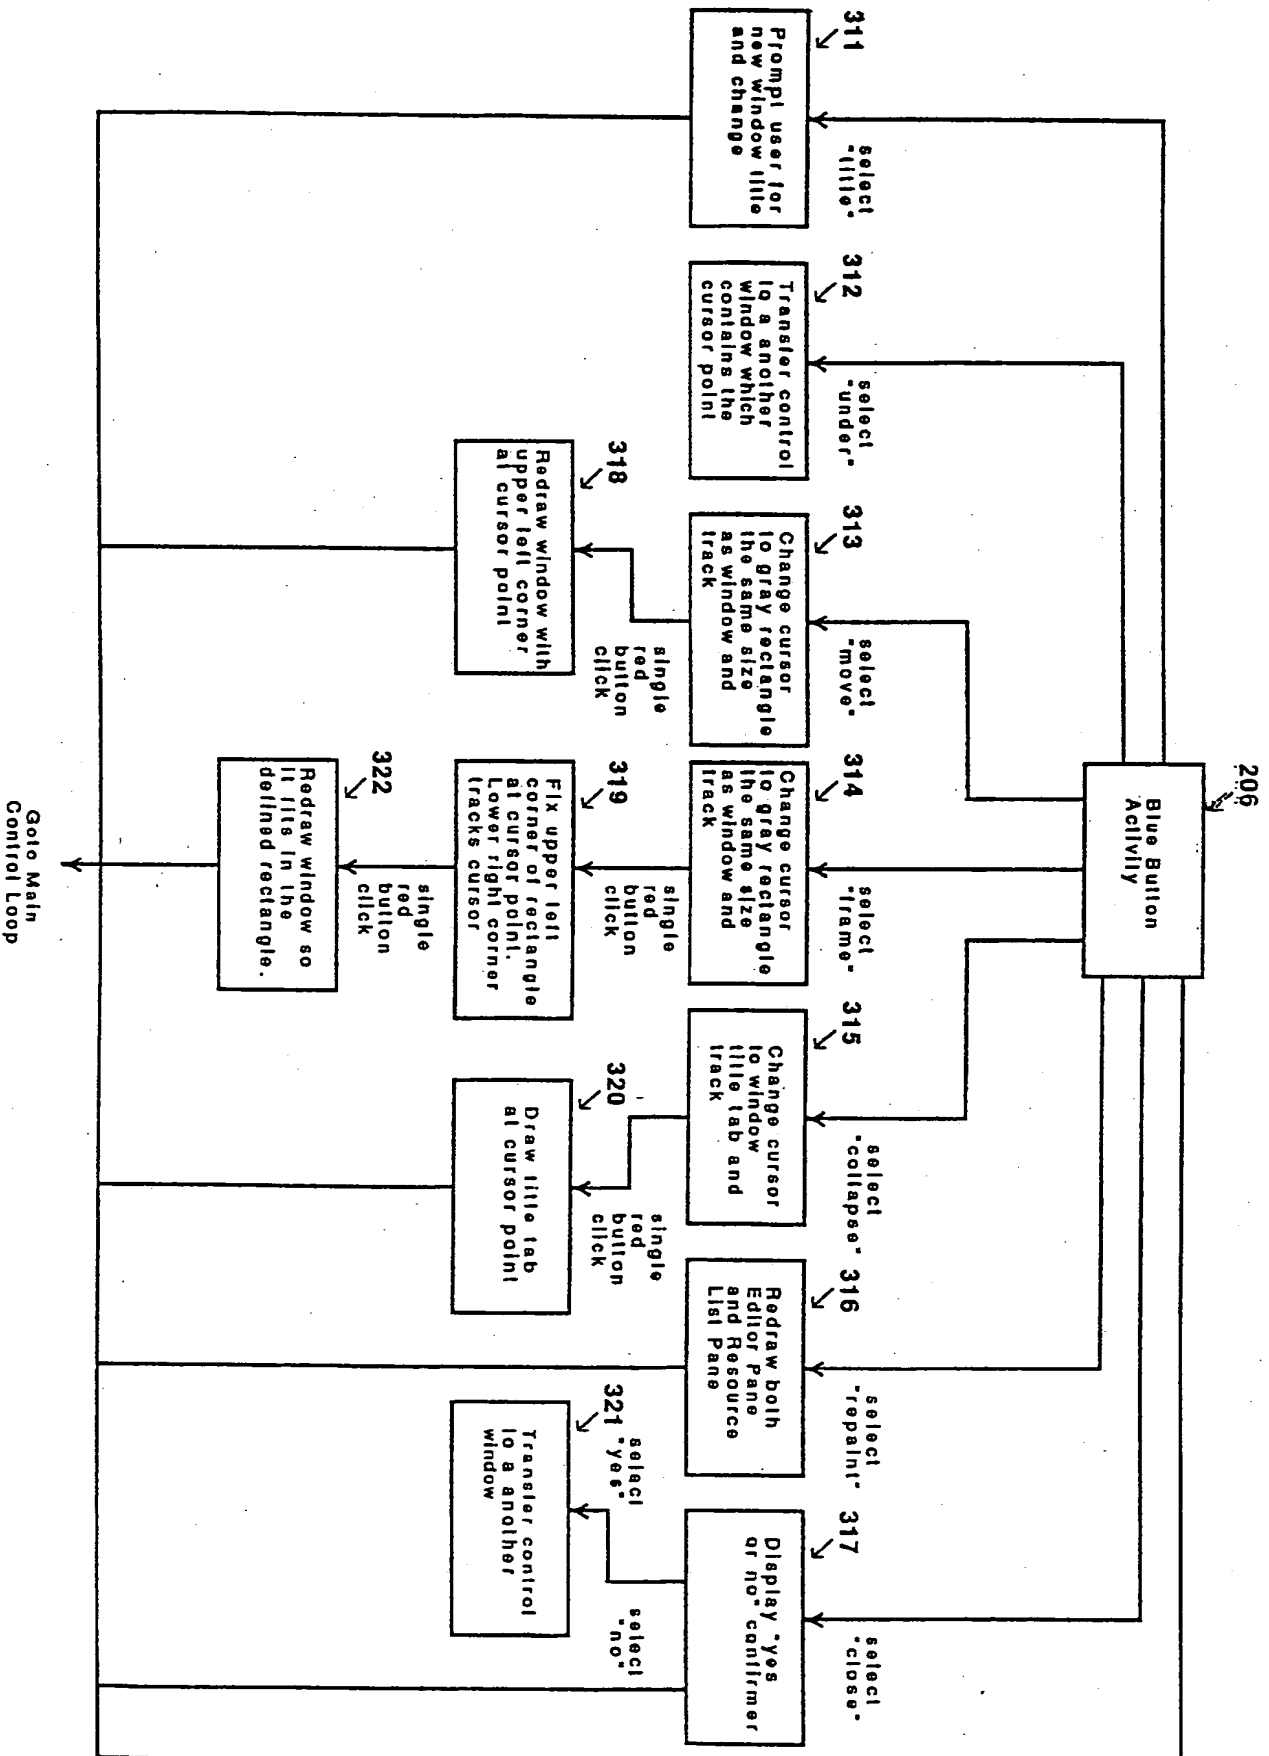 206
Blue Button
Activity
select
"title"
select
"under"
select
"move"
select
"frame"
select
"collapse"
select
"repaint"
select
"close"
311
Prompt user for
new window title
and change
312
Transfer control
to a another
window which
contains the
cursor point
313
Change cursor
to gray rectangle
the same size
as window and
track
314
Change cursor
to gray rectangle
the same size
as window and
track
315
Change cursor
to window
title tab and
track
316
Redraw both
Editor Pane
and Resource
List Pane
317
Display "yes
or no" confirmer
single
red
button
click
single
red
button
click
single
red
button
click
select
"yes"
select
"no"
318
Redraw window with
upper left corner
at cursor point
319
Fix upper left
corner of rectangle
at cursor point.
Lower right corner
tracks cursor
320
Draw title tab
at cursor point
321
Transfer control
to a another
window
single
red
button
click
322
Redraw window so
it fits in the
defined rectangle.
Goto Main
Control Loop